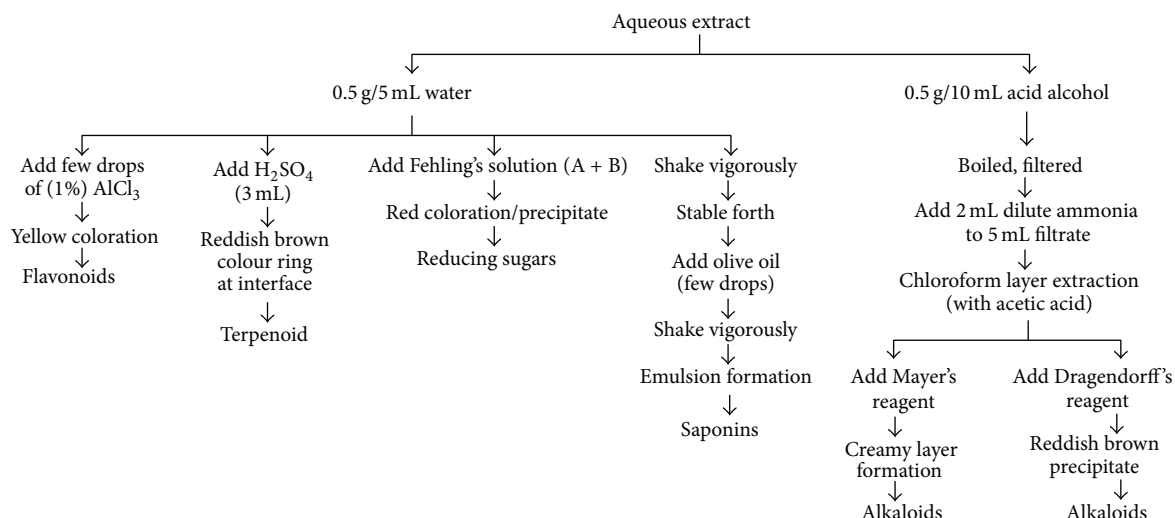 Aqueous extract
0.5 g/5 mL water
0.5 g/10 mL acid alcohol
Add few drops
of (1%) AlCl₃
Yellow coloration
Flavonoids
Add H₂SO₄
(3 mL)
Reddish brown
colour ring
at interface
Terpenoid
Add Fehling's solution (A + B)
Red coloration/precipitate
Reducing sugars
Shake vigorously
Stable forth
Add olive oil
(few drops)
Shake vigorously
Emulsion formation
Saponins
Boiled, filtered
Add 2 mL dilute ammonia
to 5 mL filtrate
Chloroform layer extraction
(with acetic acid)
Add Mayer's
reagent
Creamy layer
formation
Alkaloids
Add Dragendorff's
reagent
Reddish brown
precipitate
Alkaloids